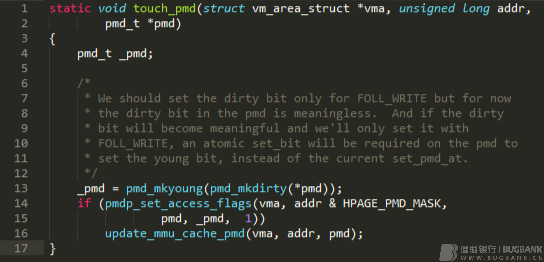 1 static void touch_pmd(struct vm_area_struct *vma, unsigned long addr,
2         pmd_t *pmd)
3 {
4     pmd_t _pmd;
5
6     /*
7      * We should set the dirty bit only for FOLL_WRITE but for now
8      * the dirty bit in the pmd is meaningless.  And if the dirty
9      * bit will become meaningful and we'll only set it with
10      * FOLL_WRITE, an atomic set_bit will be required on the pmd to
11      * set the young bit, instead of the current set_pmd_at.
12      */
13     _pmd = pmd_mkyoung(pmd_mkdirty(*pmd));
14     if (pmdp_set_access_flags(vma, addr & HPAGE_PMD_MASK,
15                 pmd, _pmd,  1))
16         update_mmu_cache_pmd(vma, addr, pmd);
17 }
漏洞银行 | BUGBANK
WWW.BUGBANK.CN